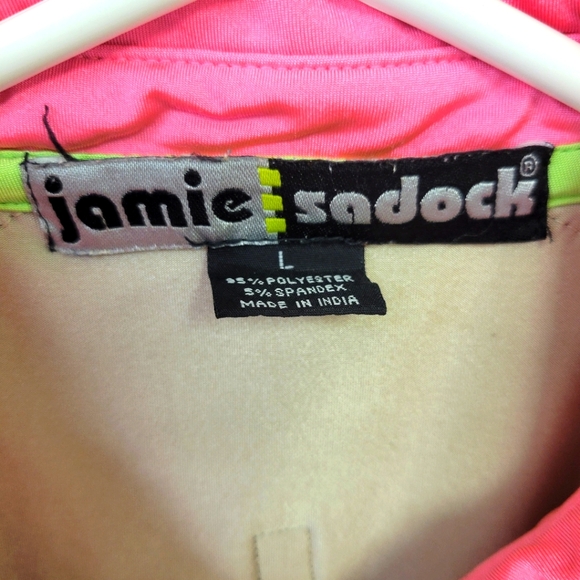 jamie sadock®
L
95% POLYESTER
5% SPANDEX
MADE IN INDIA